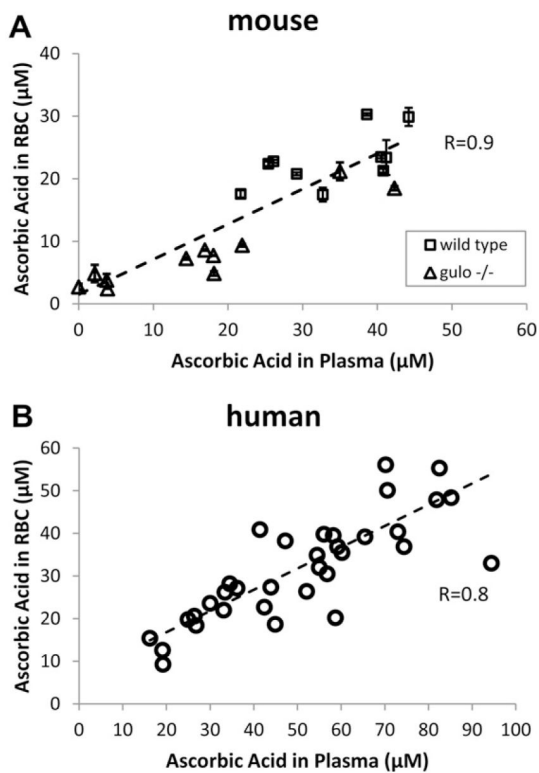 A
mouse
40
30
20
10
0
Ascorbic Acid in RBC (µM)
R=0.9
wild type
gulo -/-
0 10 20 30 40 50 60
Ascorbic Acid in Plasma (µM)
B
human
60
50
40
30
20
10
0
Ascorbic Acid in RBC (µM)
R=0.8
0 10 20 30 40 50 60 70 80 90 100
Ascorbic Acid in Plasma (µM)